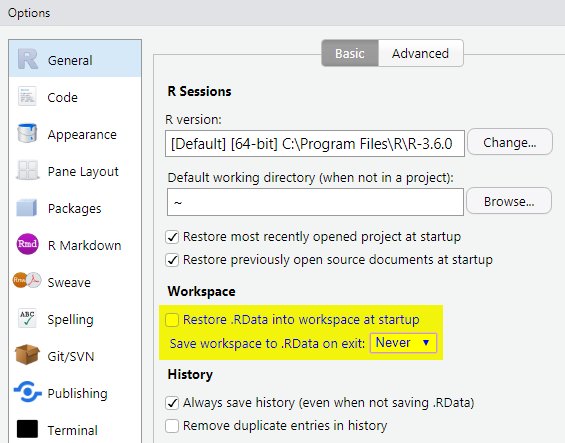 Options
General
Code
Appearance
Pane Layout
Packages
Rmd R Markdown
Sweave
ABC Spelling
Git/SVN
Publishing
Terminal
Basic Advanced
R Sessions
R version:
[Default] [64-bit] C:\Program Files\R\R-3.6.0 Change...
Default working directory (when not in a project):
~ Browse...
Restore most recently opened project at startup
Restore previously open source documents at startup
Workspace
Restore .RData into workspace at startup
Save workspace to .RData on exit: Never
History
Always save history (even when not saving .RData)
Remove duplicate entries in history